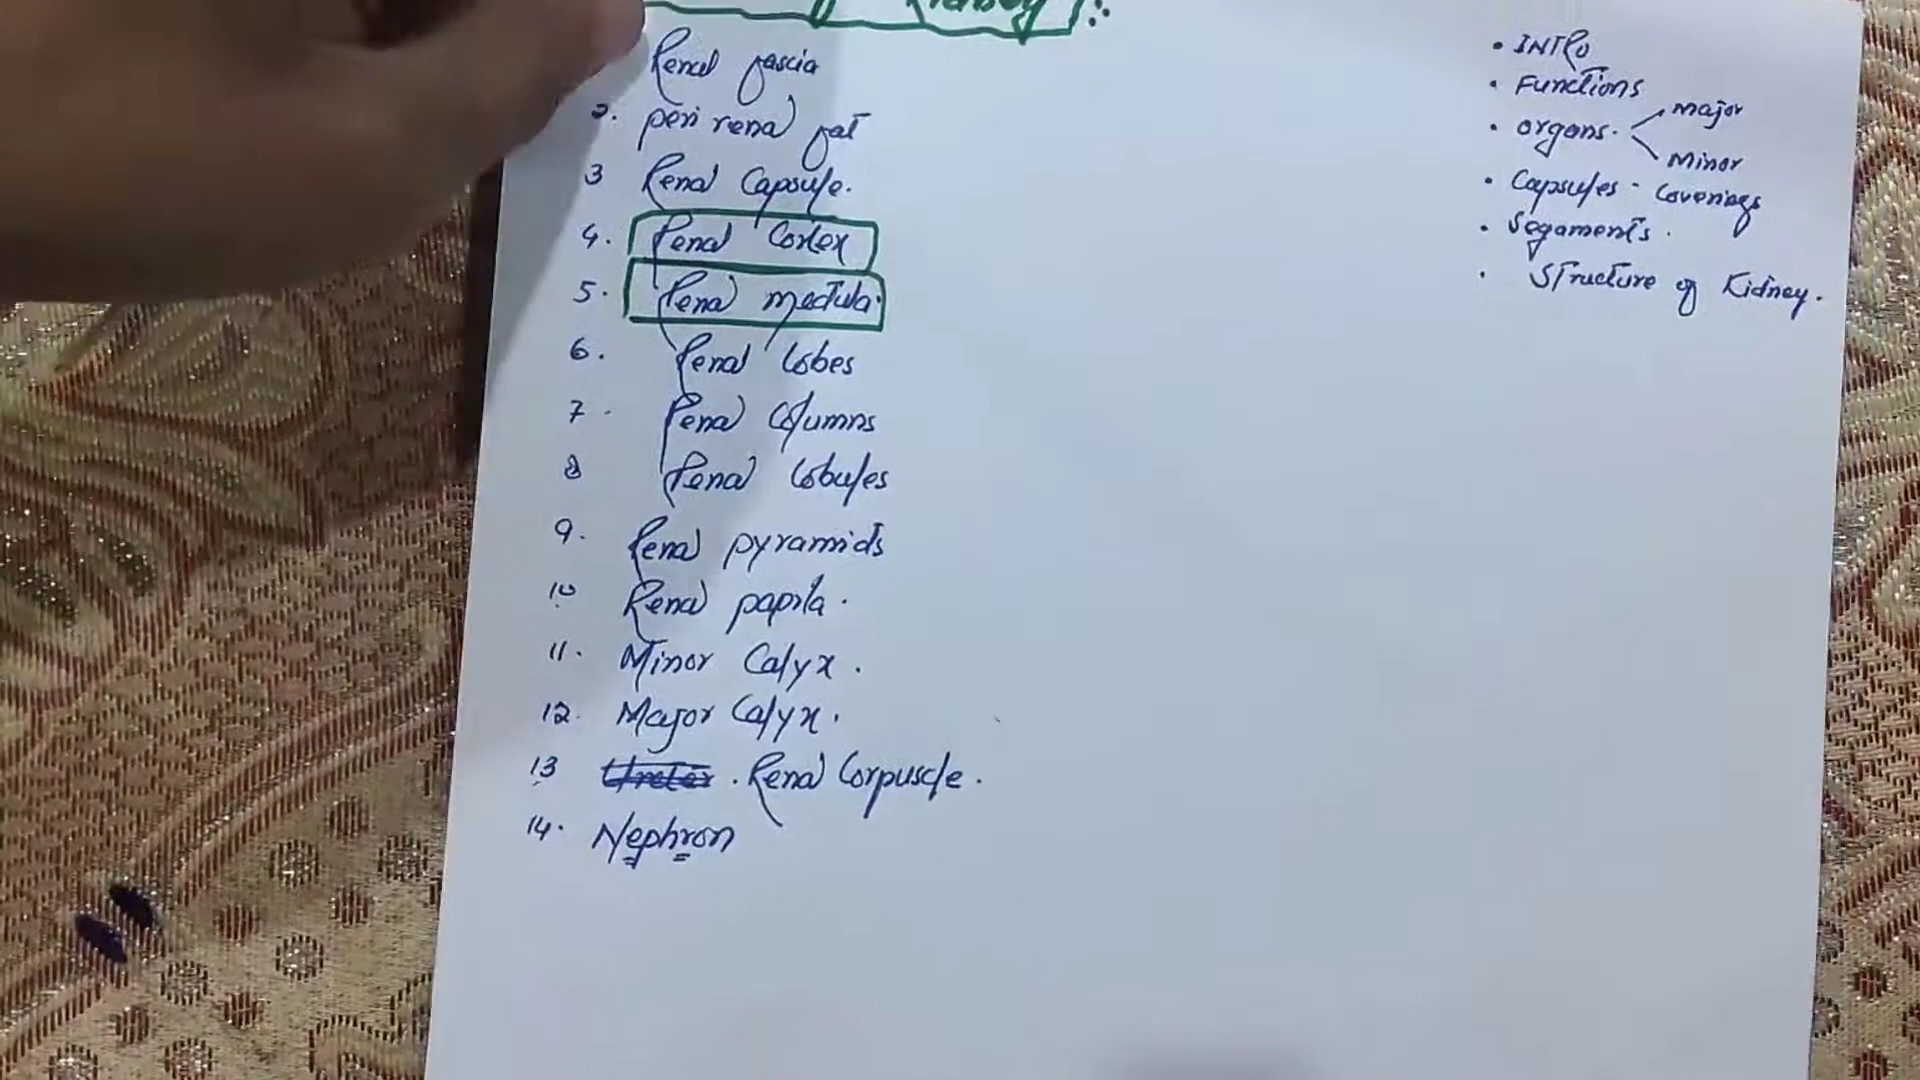 Kidney
Renal fascia
2. peri renal fat
3 Renal Capsule.
4. Renal Cortex
5. Renal medula.
6. Renal lobes
7. Renal Columns
8 Renal lobules
9. Renal pyramids
10 Renal papila.
11. Minor Calyx.
12. Major Calyx.
13 Ureter. Renal Corpuscle.
14. Nephron
• INTRO
• Functions
• organs. major
Minor
• Capsules - Coverings
• Segaments.
• Structure of Kidney.